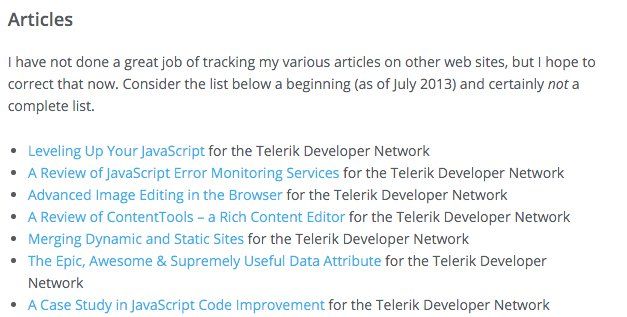 Articles
I have not done a great job of tracking my various articles on other web sites, but I hope to
correct that now. Consider the list below a beginning (as of July 2013) and certainly not a
complete list.
• Leveling Up Your JavaScript for the Telerik Developer Network
• A Review of JavaScript Error Monitoring Services for the Telerik Developer Network
• Advanced Image Editing in the Browser for the Telerik Developer Network
• A Review of ContentTools – a Rich Content Editor for the Telerik Developer Network
• Merging Dynamic and Static Sites for the Telerik Developer Network
• The Epic, Awesome & Supremely Useful Data Attribute for the Telerik Developer
Network
• A Case Study in JavaScript Code Improvement for the Telerik Developer Network